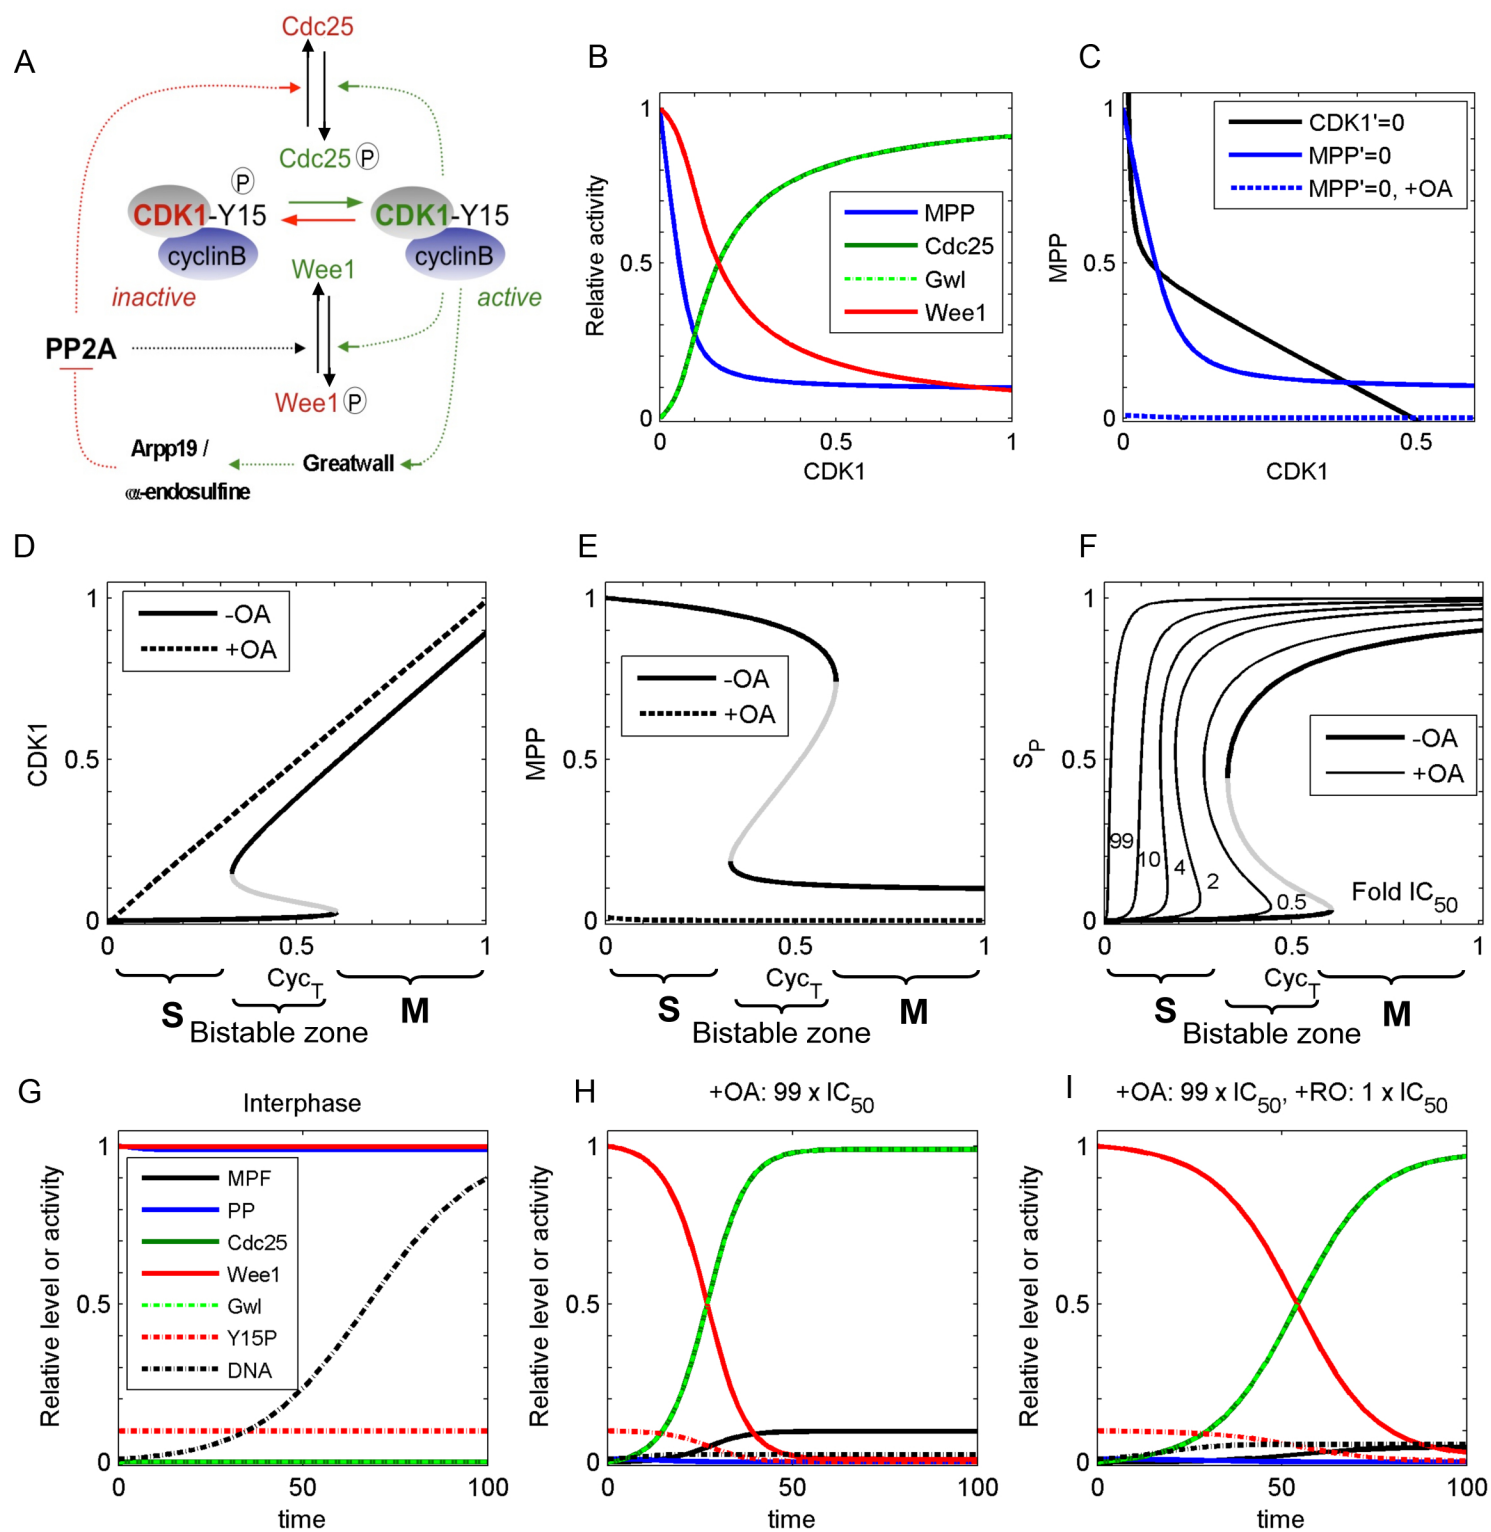 A
Cdc25
Cdc25 P
P
CDK1-Y15
CDK1-Y15
cyclinB
cyclinB
inactive
Wee1
active
PP2A
Wee1 P
Arpp19 /
Greatwall
α-endosulfine
B
1
0.5
0
0
0.5
1
Relative activity
CDK1
MPP
Cdc25
Gwl
Wee1
C
1
0.5
0
0
0.5
MPP
CDK1
CDK1'=0
MPP'=0
MPP'=0, +OA
D
1
0.5
0
0
0.5
1
CDK1
-OA
+OA
CycT
S
M
Bistable zone
E
1
0.5
0
0
0.5
1
MPP
-OA
+OA
CycT
S
M
Bistable zone
F
1
0.5
0
0
0.5
1
SP
-OA
+OA
99
10
4
2
0.5
Fold IC50
CycT
S
M
Bistable zone
G
Interphase
1
0.5
0
0
50
100
Relative level or activity
time
MPF
PP
Cdc25
Wee1
Gwl
Y15P
DNA
H
+OA: 99 x IC50
1
0.5
0
0
50
100
Relative level or activity
time
I
+OA: 99 x IC50, +RO: 1 x IC50
1
0.5
0
0
50
100
Relative level or activity
time